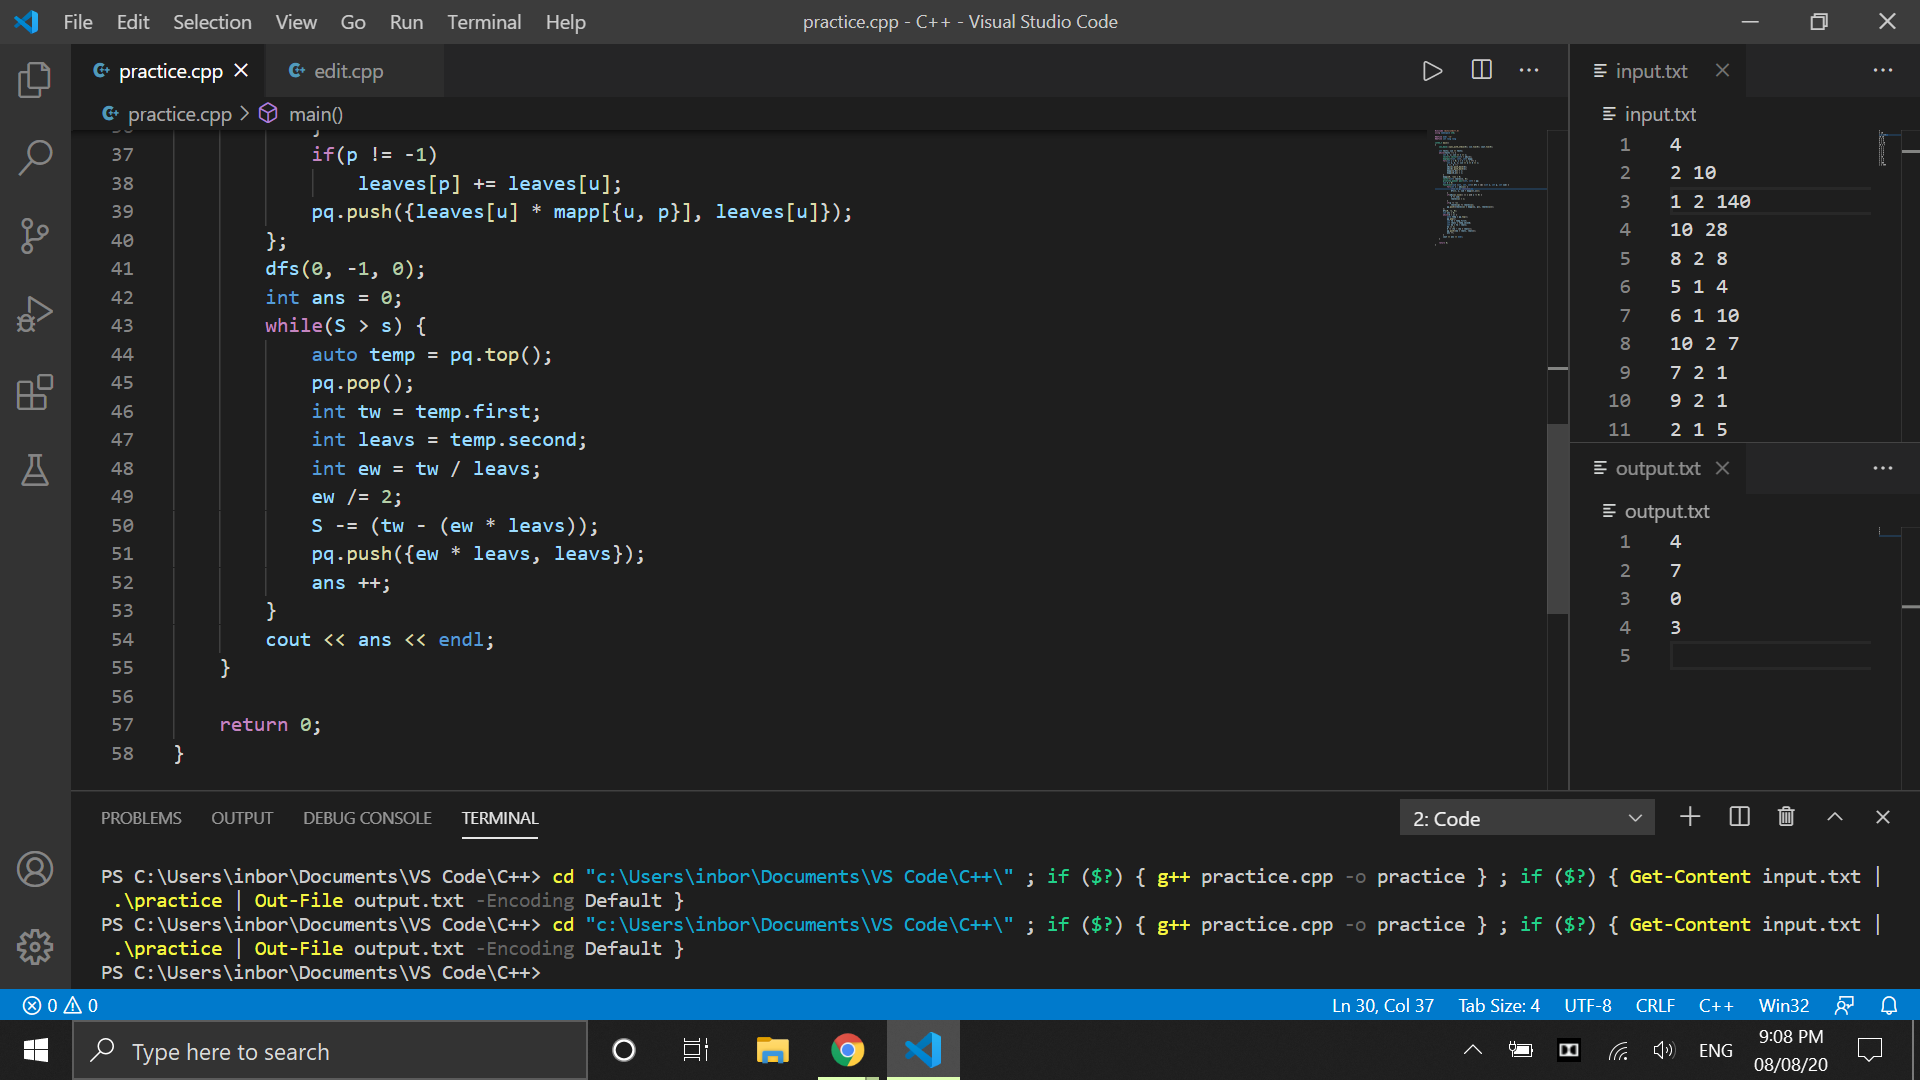 File Edit Selection View Go Run Terminal Help practice.cpp - C++ - Visual Studio Code
practice.cpp edit.cpp
practice.cpp > main()
36 }
37 if(p != -1)
38 leaves[p] += leaves[u];
39 pq.push({leaves[u] * mapp[{u, p}], leaves[u]});
40 };
41 dfs(0, -1, 0);
42 int ans = 0;
43 while(S > s) {
44 auto temp = pq.top();
45 pq.pop();
46 int tw = temp.first;
47 int leavs = temp.second;
48 int ew = tw / leavs;
49 ew /= 2;
50 S -= (tw - (ew * leavs));
51 pq.push({ew * leavs, leavs});
52 ans ++;
53 }
54 cout << ans << endl;
55 }
56
57 return 0;
58 }
input.txt
input.txt
1 4
2 2 10
3 1 2 140
4 10 28
5 8 2 8
6 5 1 4
7 6 1 10
8 10 2 7
9 7 2 1
10 9 2 1
11 2 1 5
output.txt
output.txt
1 4
2 7
3 0
4 3
5
PROBLEMS OUTPUT DEBUG CONSOLE TERMINAL 2: Code
PS C:\Users\inbor\Documents\VS Code\C++> cd "c:\Users\inbor\Documents\VS Code\C++\" ; if ($?) { g++ practice.cpp -o practice } ; if ($?) { Get-Content input.txt |
.\practice | Out-File output.txt -Encoding Default }
PS C:\Users\inbor\Documents\VS Code\C++> cd "c:\Users\inbor\Documents\VS Code\C++\" ; if ($?) { g++ practice.cpp -o practice } ; if ($?) { Get-Content input.txt |
.\practice | Out-File output.txt -Encoding Default }
PS C:\Users\inbor\Documents\VS Code\C++>
0 0 Ln 30, Col 37 Tab Size: 4 UTF-8 CRLF C++ Win32
Type here to search ENG 9:08 PM
08/08/20